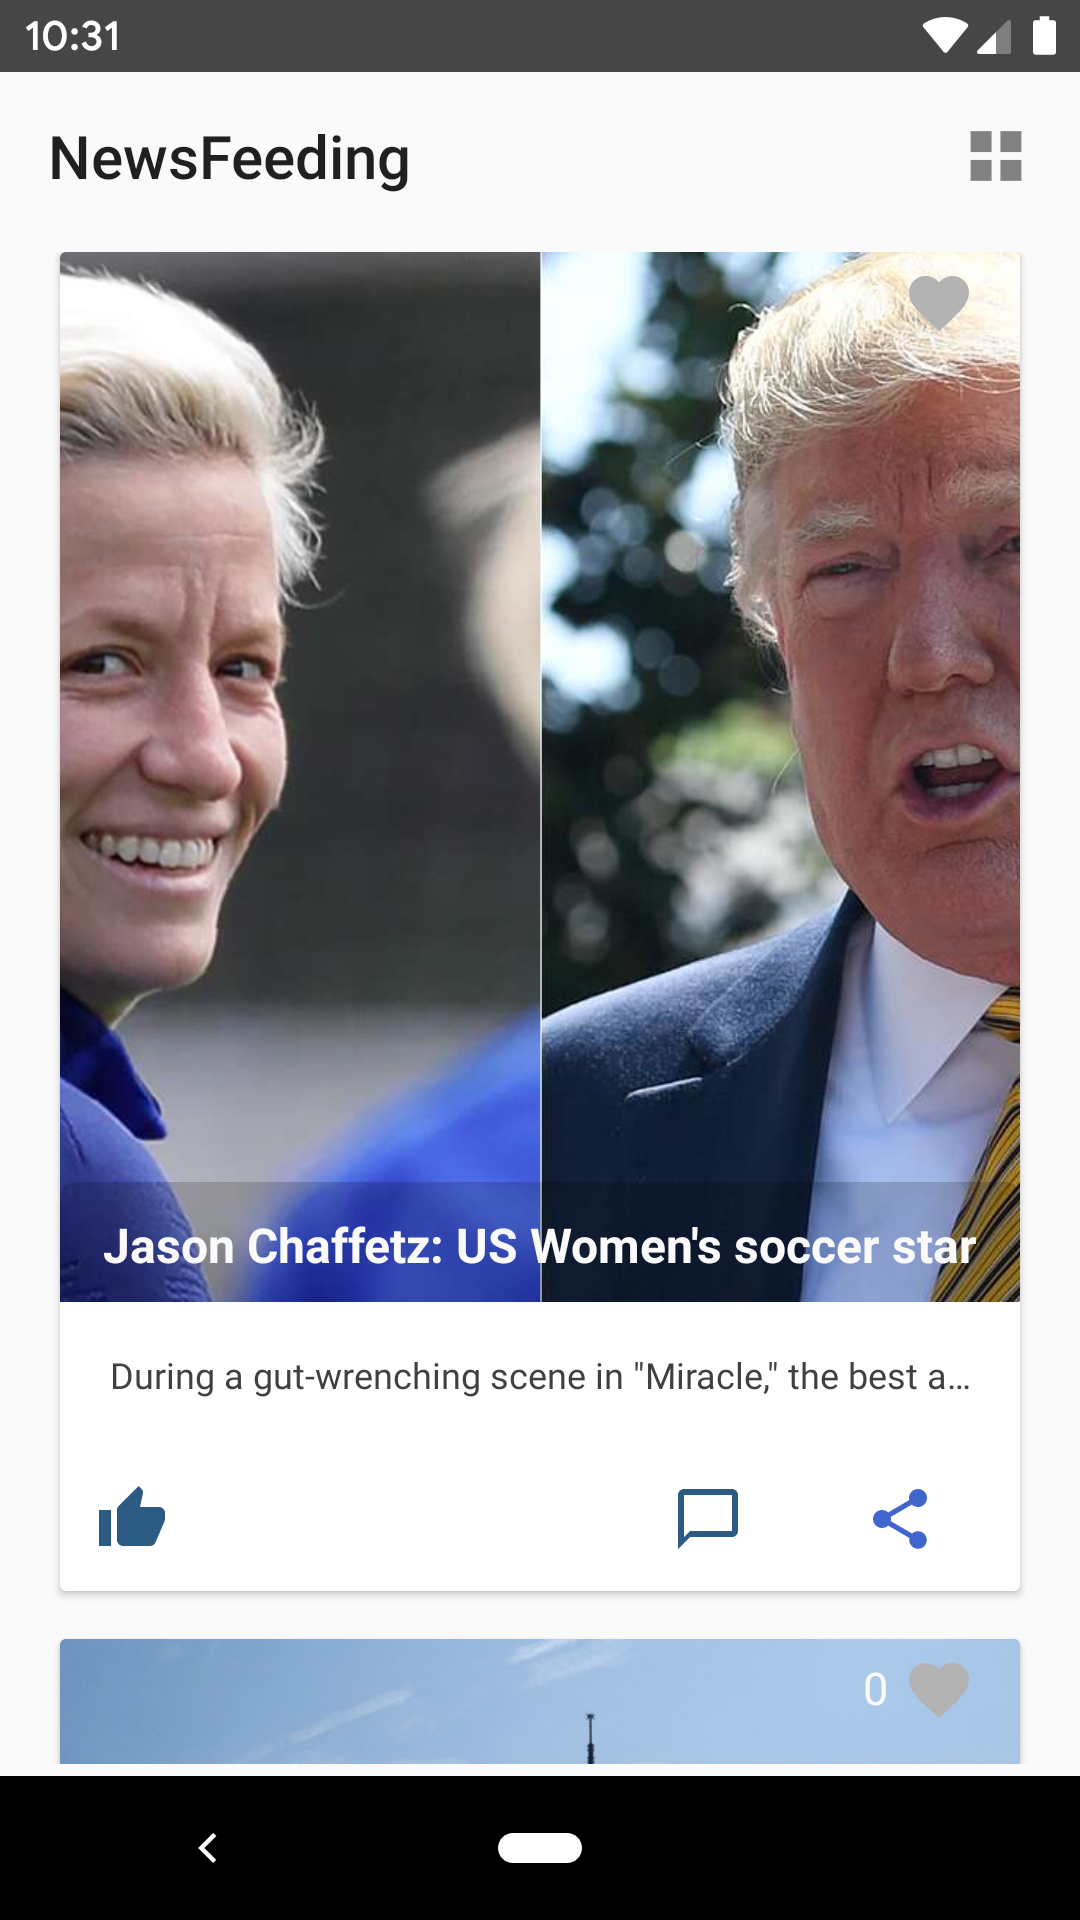 10:31
NewsFeeding
Jason Chaffetz: US Women's soccer star
During a gut-wrenching scene in "Miracle," the best a…
0